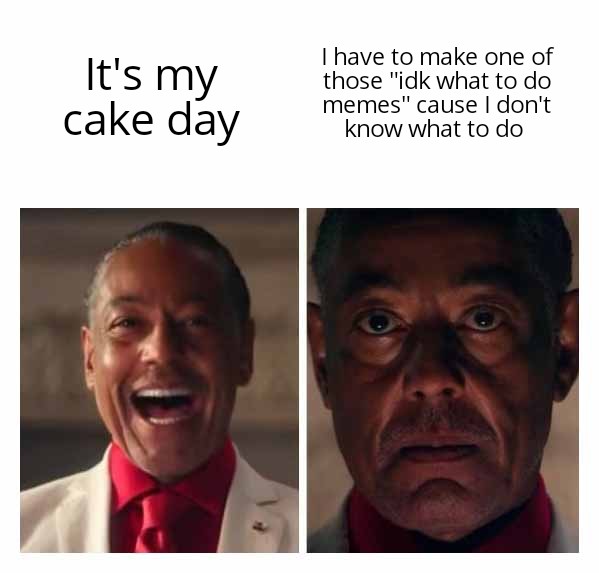 It's my
cake day
I have to make one of
those "idk what to do
memes" cause I don't
know what to do